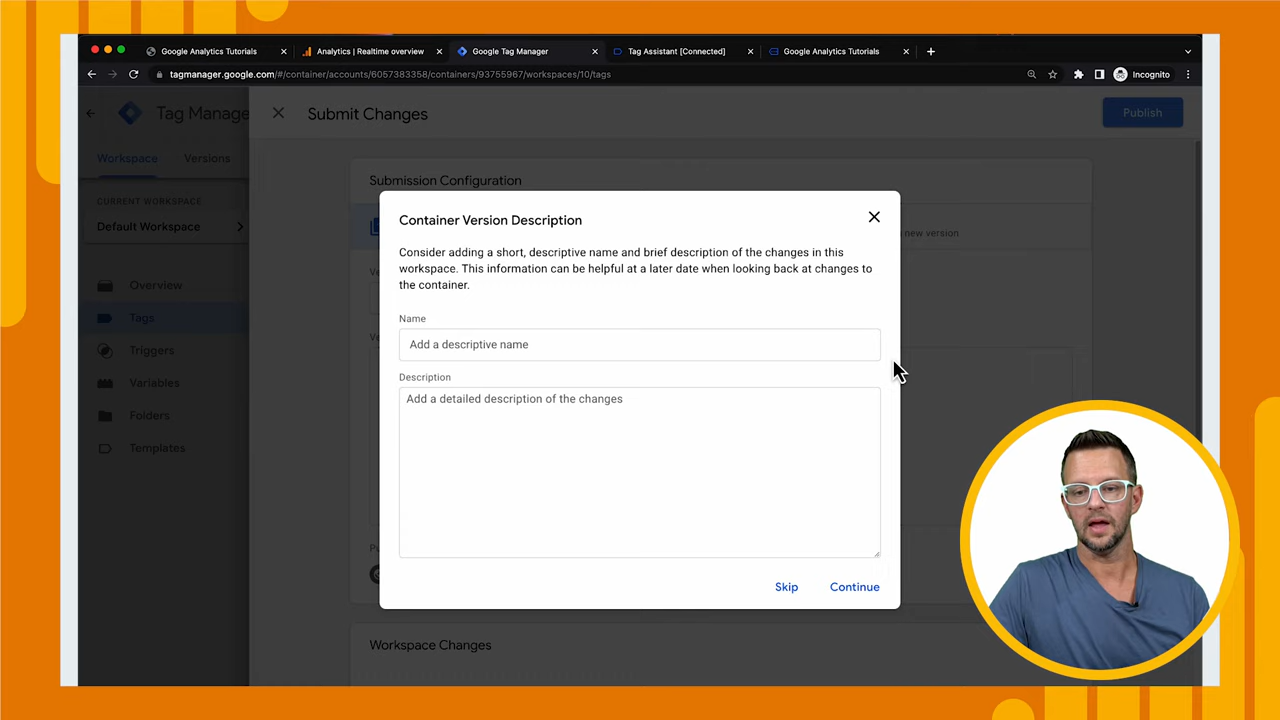 Google Analytics Tutorials
Analytics | Realtime overview
Google Tag Manager
Tag Assistant [Connected]
Google Analytics Tutorials
tagmanager.google.com/#/container/accounts/6057383358/containers/93755967/workspaces/10/tags
Incognito
Tag Manage
Submit Changes
Publish
Workspace
Versions
Submission Configuration
CURRENT WORKSPACE
Default Workspace
n new version
Overview
Tags
Triggers
Variables
Folders
Templates
Ve
Ve
Container Version Description
Consider adding a short, descriptive name and brief description of the changes in this
workspace. This information can be helpful at a later date when looking back at changes to
the container.
Name
Add a descriptive name
Description
Add a detailed description of the changes
Skip
Continue
Pu
Workspace Changes